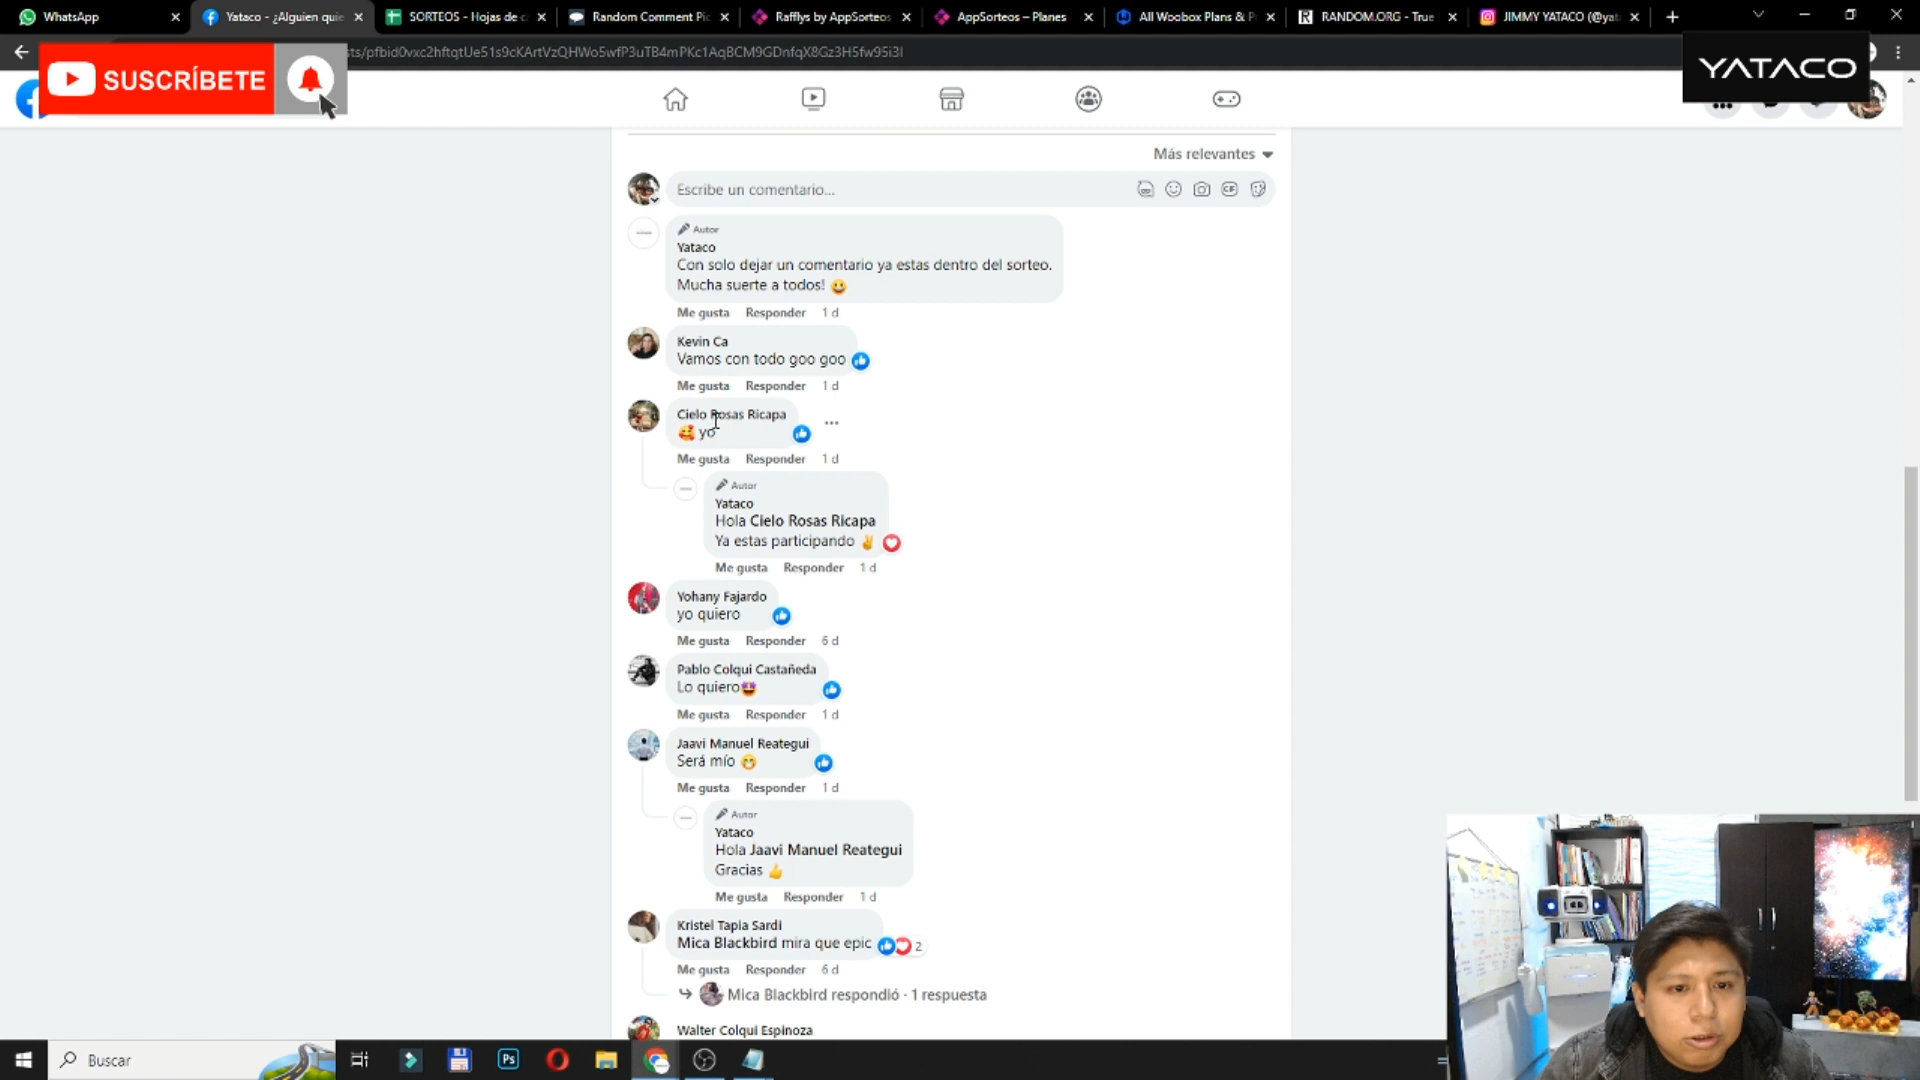 WhatsApp
Yataco - ¿Alguien quie
SORTEOS - Hojas de c
Random Comment Pic
Rafflys by AppSorteos
AppSorteos – Planes
All Woobox Plans & P
RANDOM.ORG - True
JIMMY YATACO (@yat
sts/pfbid0vxc2hftqtUe51s9cKArtVzQHWo5wfP3uTB4mPKc1AqBCM9GDnfqX8Gz3H5fw95i3l
SUSCRÍBETE
YATACO
Más relevantes
Escribe un comentario...
Autor
Yataco
Con solo dejar un comentario ya estas dentro del sorteo.
Mucha suerte a todos! 😃
Me gusta Responder 1 d
Kevin Ca
Vamos con todo goo goo
Me gusta Responder 1 d
Cielo Rosas Ricapa
🥰 yo
Me gusta Responder 1 d
Autor
Yataco
Hola Cielo Rosas Ricapa
Ya estas participando ✌
Me gusta Responder 1 d
Yohany Fajardo
yo quiero
Me gusta Responder 6 d
Pablo Colqui Castañeda
Lo quiero🤩
Me gusta Responder 1 d
Jaavi Manuel Reategui
Será mío 😁
Me gusta Responder 1 d
Autor
Yataco
Hola Jaavi Manuel Reategui
Gracias 👍
Me gusta Responder 1 d
Kristel Tapia Sardi
Mica Blackbird mira que epic
2
Me gusta Responder 6 d
Mica Blackbird respondió · 1 respuesta
Walter Colqui Espinoza
Buscar
Ps